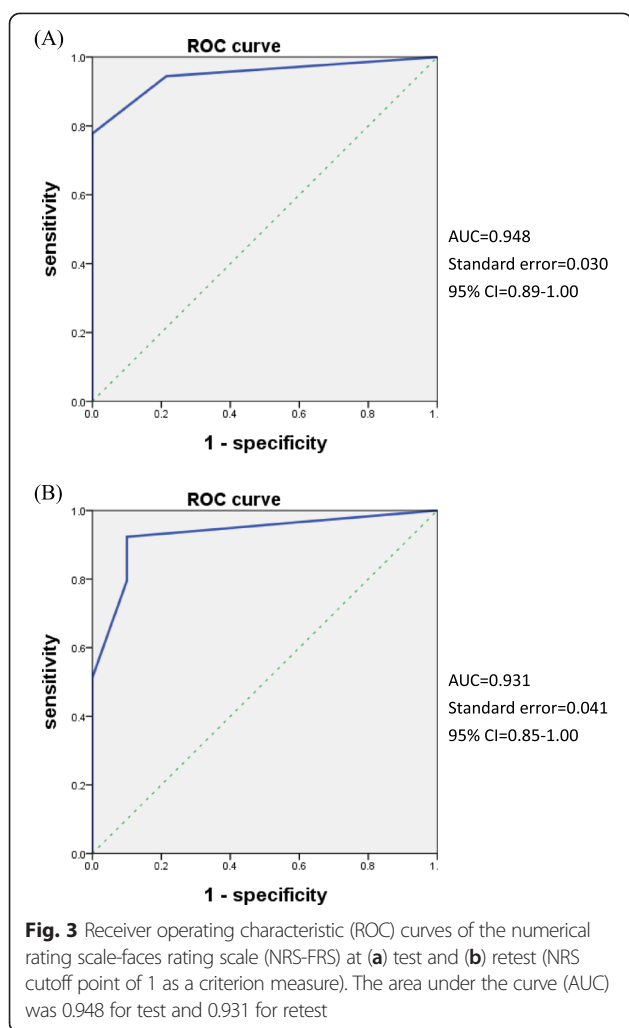 (A)
ROC curve
1.0
0.8
0.6
0.4
0.2
0.0
sensitivity
0.0 0.2 0.4 0.6 0.8 1.
1 - specificity
AUC=0.948
Standard error=0.030
95% CI=0.89-1.00
(B)
ROC curve
1.0
0.8
0.6
0.4
0.2
0.0
sensitivity
0.0 0.2 0.4 0.6 0.8 1.
1 - specificity
AUC=0.931
Standard error=0.041
95% CI=0.85-1.00
Fig. 3 Receiver operating characteristic (ROC) curves of the numerical
rating scale-faces rating scale (NRS-FRS) at (a) test and (b) retest (NRS
cutoff point of 1 as a criterion measure). The area under the curve (AUC)
was 0.948 for test and 0.931 for retest